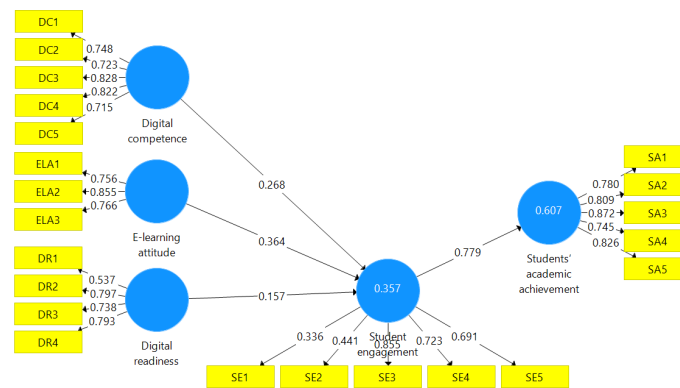 DC1
DC2
DC3
DC4
DC5
0.748
0.723
0.828
0.822
0.715
Digital
competence
ELA1
ELA2
ELA3
0.756
0.855
0.766
E-learning
attitude
DR1
DR2
DR3
DR4
0.537
0.797
0.738
0.793
Digital
readiness
0.268
0.364
0.157
0.357
Student
engagement
0.336
0.441
0.855
0.723
0.691
SE1
SE2
SE3
SE4
SE5
0.779
0.607
Students’
academic
achievement
0.780
0.809
0.872
0.745
0.826
SA1
SA2
SA3
SA4
SA5